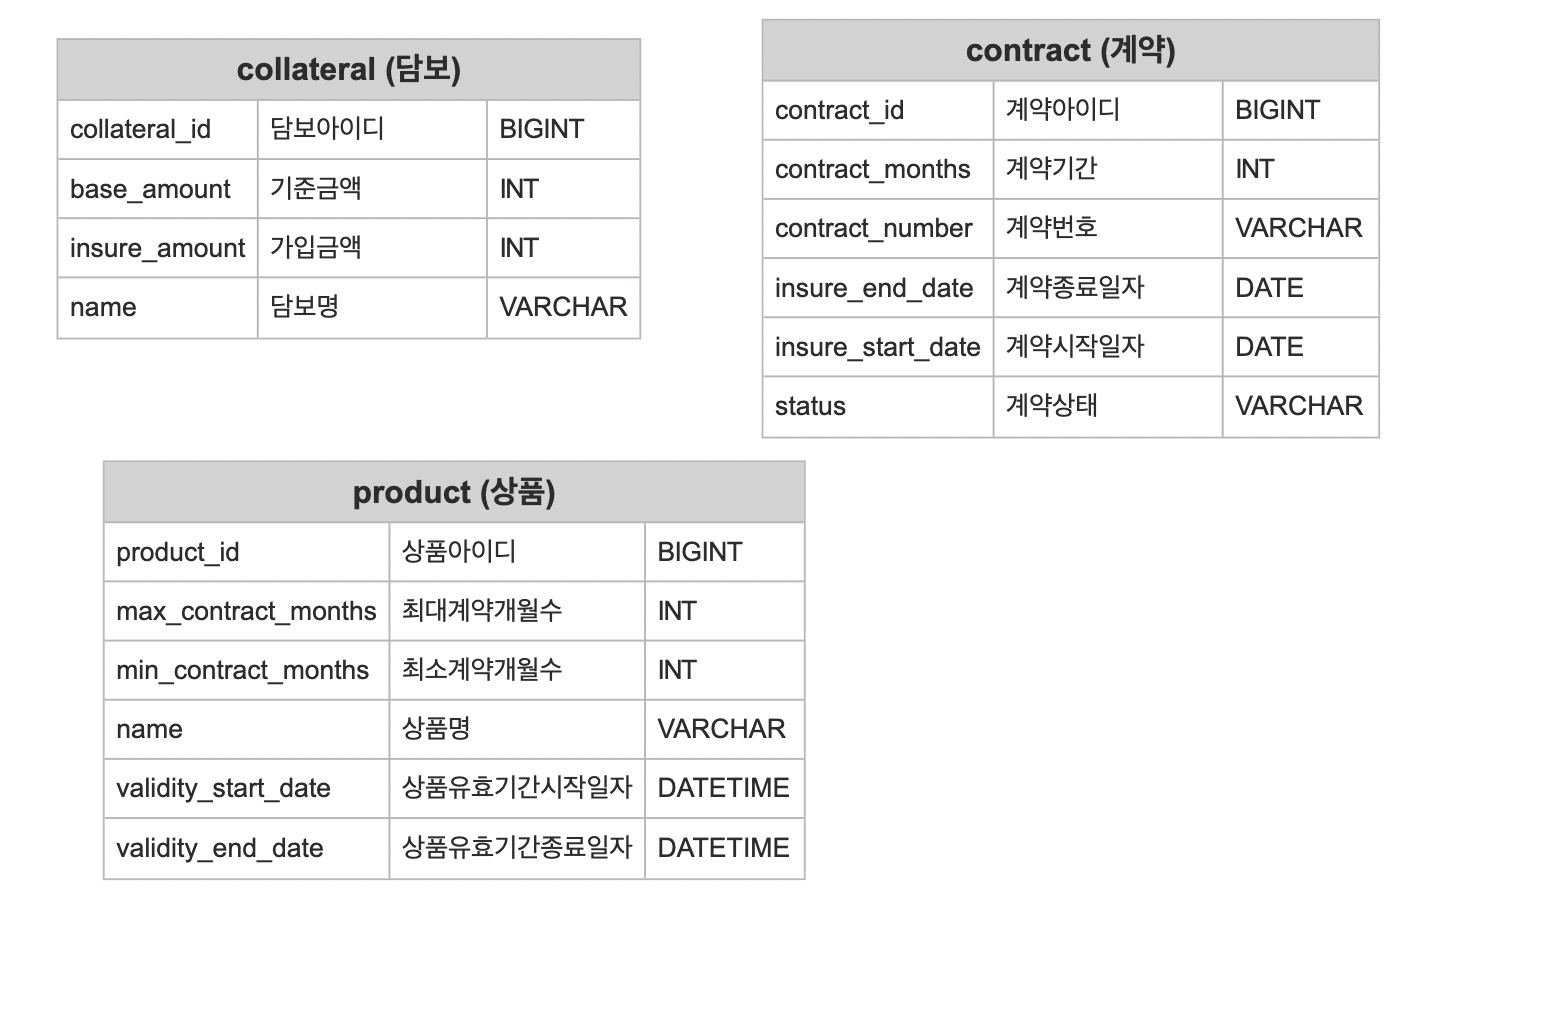 collateral (담보)
collateral_id 담보아이디 BIGINT
base_amount 기준금액 INT
insure_amount 가입금액 INT
name 담보명 VARCHAR
contract (계약)
contract_id 계약아이디 BIGINT
contract_months 계약기간 INT
contract_number 계약번호 VARCHAR
insure_end_date 계약종료일자 DATE
insure_start_date 계약시작일자 DATE
status 계약상태 VARCHAR
product (상품)
product_id 상품아이디 BIGINT
max_contract_months 최대계약개월수 INT
min_contract_months 최소계약개월수 INT
name 상품명 VARCHAR
validity_start_date 상품유효기간시작일자 DATETIME
validity_end_date 상품유효기간종료일자 DATETIME